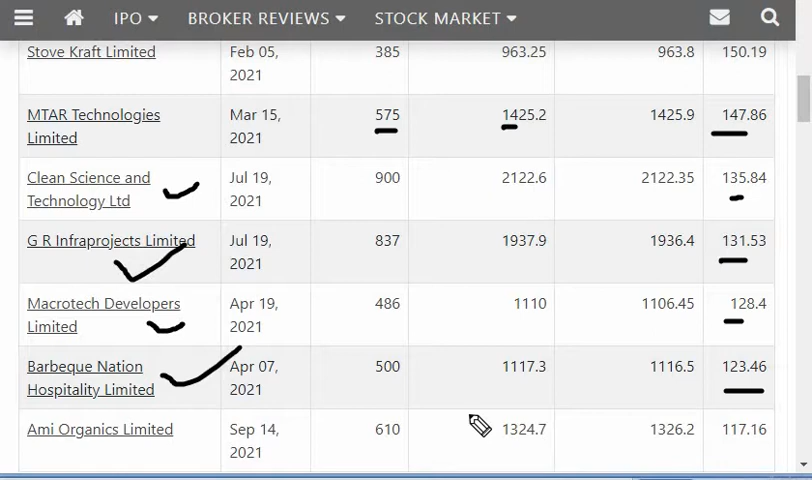 IPO BROKER REVIEWS STOCK MARKET
Stove Kraft Limited Feb 05, 385 963.25 963.8 150.19
2021
MTAR Technologies Mar 15, 575 1425.2 1425.9 147.86
Limited 2021
Clean Science and Jul 19, 900 2122.6 2122.35 135.84
Technology Ltd 2021
G R Infraprojects Limited Jul 19, 837 1937.9 1936.4 131.53
2021
Macrotech Developers Apr 19, 486 1110 1106.45 128.4
Limited 2021
Barbeque Nation Apr 07, 500 1117.3 1116.5 123.46
Hospitality Limited 2021
Ami Organics Limited Sep 14, 610 1324.7 1326.2 117.16
2021